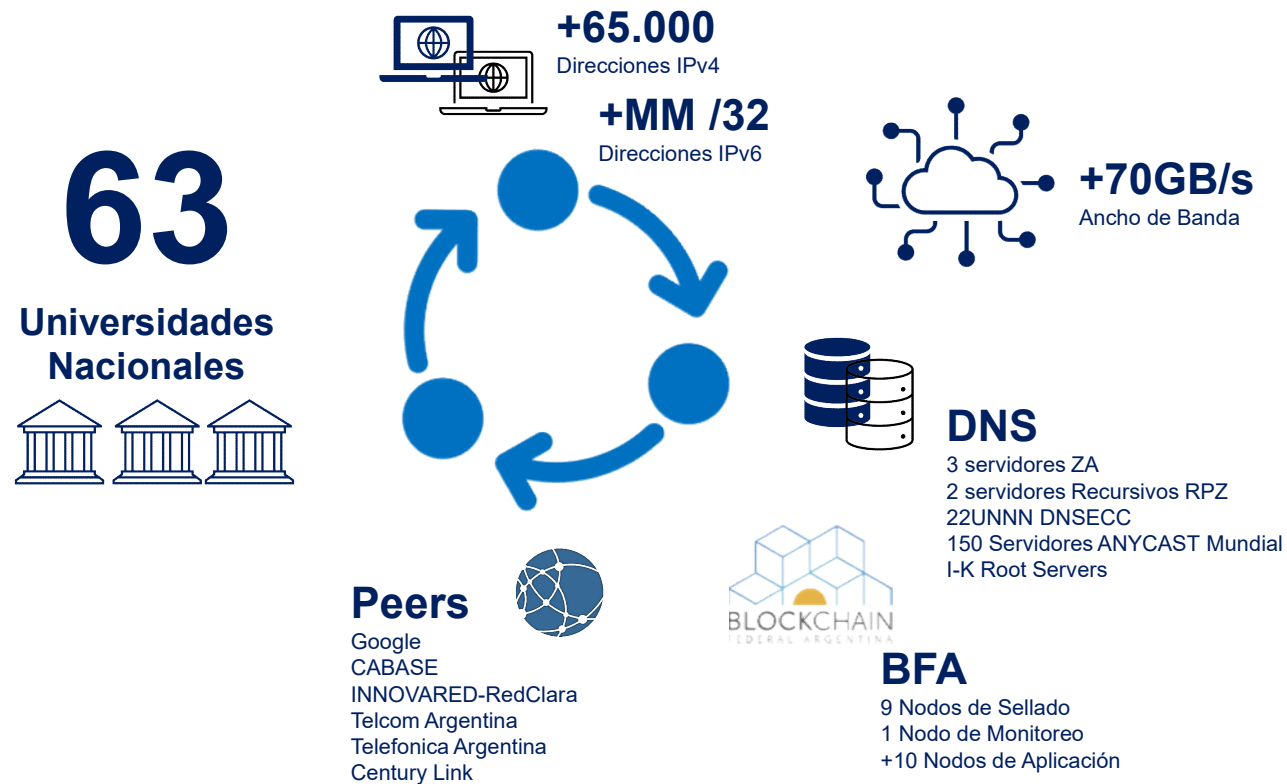 63
Universidades
Nacionales
+65.000
Direcciones IPv4
+MM /32
Direcciones IPv6
+70GB/s
Ancho de Banda
DNS
3 servidores ZA
2 servidores Recursivos RPZ
22UNNN DNSECC
150 Servidores ANYCAST Mundial
I-K Root Servers
Peers
Google
CABASE
INNOVARED-RedClara
Telcom Argentina
Telefonica Argentina
Century Link
BLOCKCHAIN
FEDERAL ARGENTINA
BFA
9 Nodos de Sellado
1 Nodo de Monitoreo
+10 Nodos de Aplicación